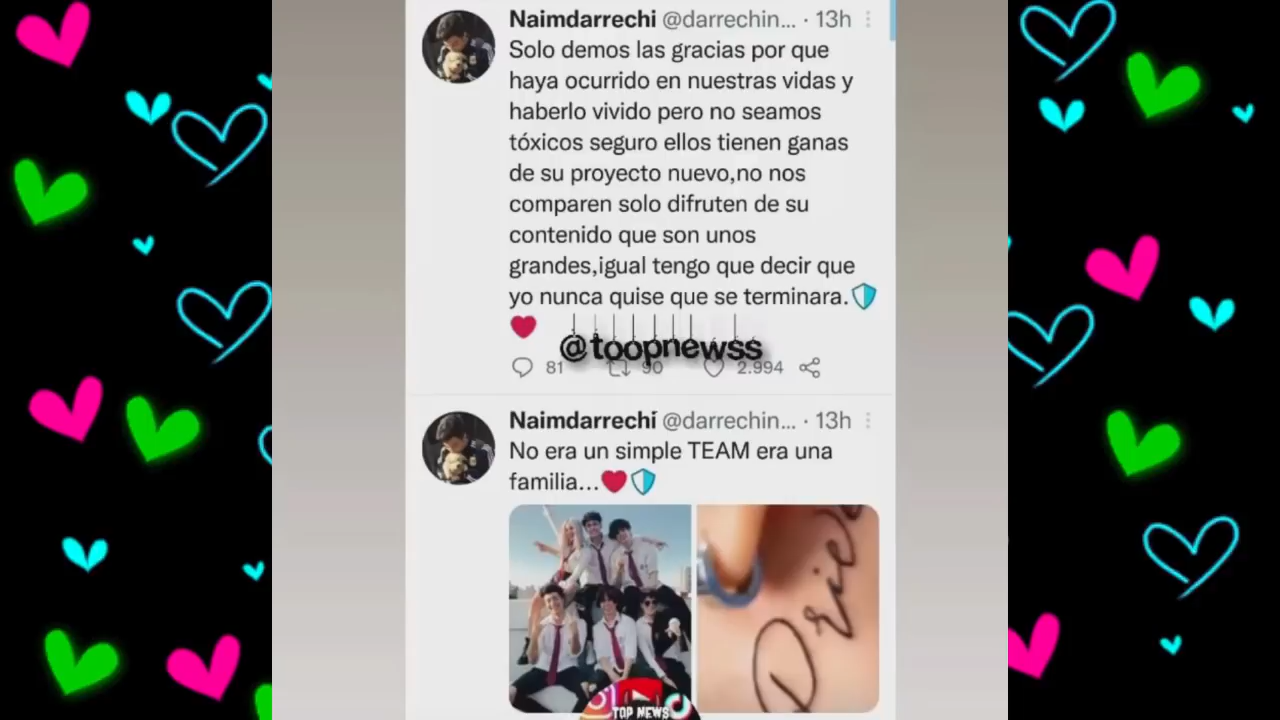 Naimdarrechi @darrechin... · 13h
Solo demos las gracias por que
haya ocurrido en nuestras vidas y
haberlo vivido pero no seamos
tóxicos seguro ellos tienen ganas
de su proyecto nuevo,no nos
comparen solo difruten de su
contenido que son unos
grandes,igual tengo que decir que
yo nunca quise que se terminara.
@toopnewss
81 90 2.994
Naimdarrechi @darrechin... · 13h
No era un simple TEAM era una
familia...
TOP NEWS